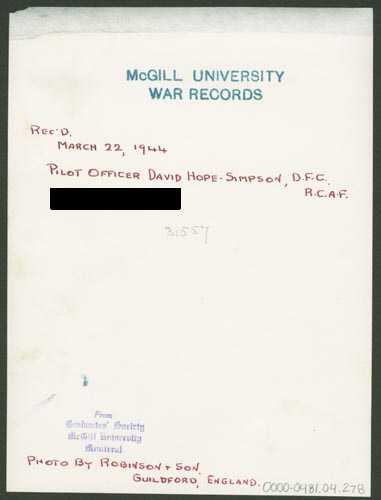 McGILL UNIVERSITY
WAR RECORDS
REC'D.
MARCH 22, 1944
PILOT OFFICER DAVID HOPE-SIMPSON, D.F.C.
R.C.A.F.
31557
From
Graduates' Society
McGill University
Montreal
PHOTO BY ROBINSON + SON.
GUILDFORD, ENGLAND.
0000-0481.04.278